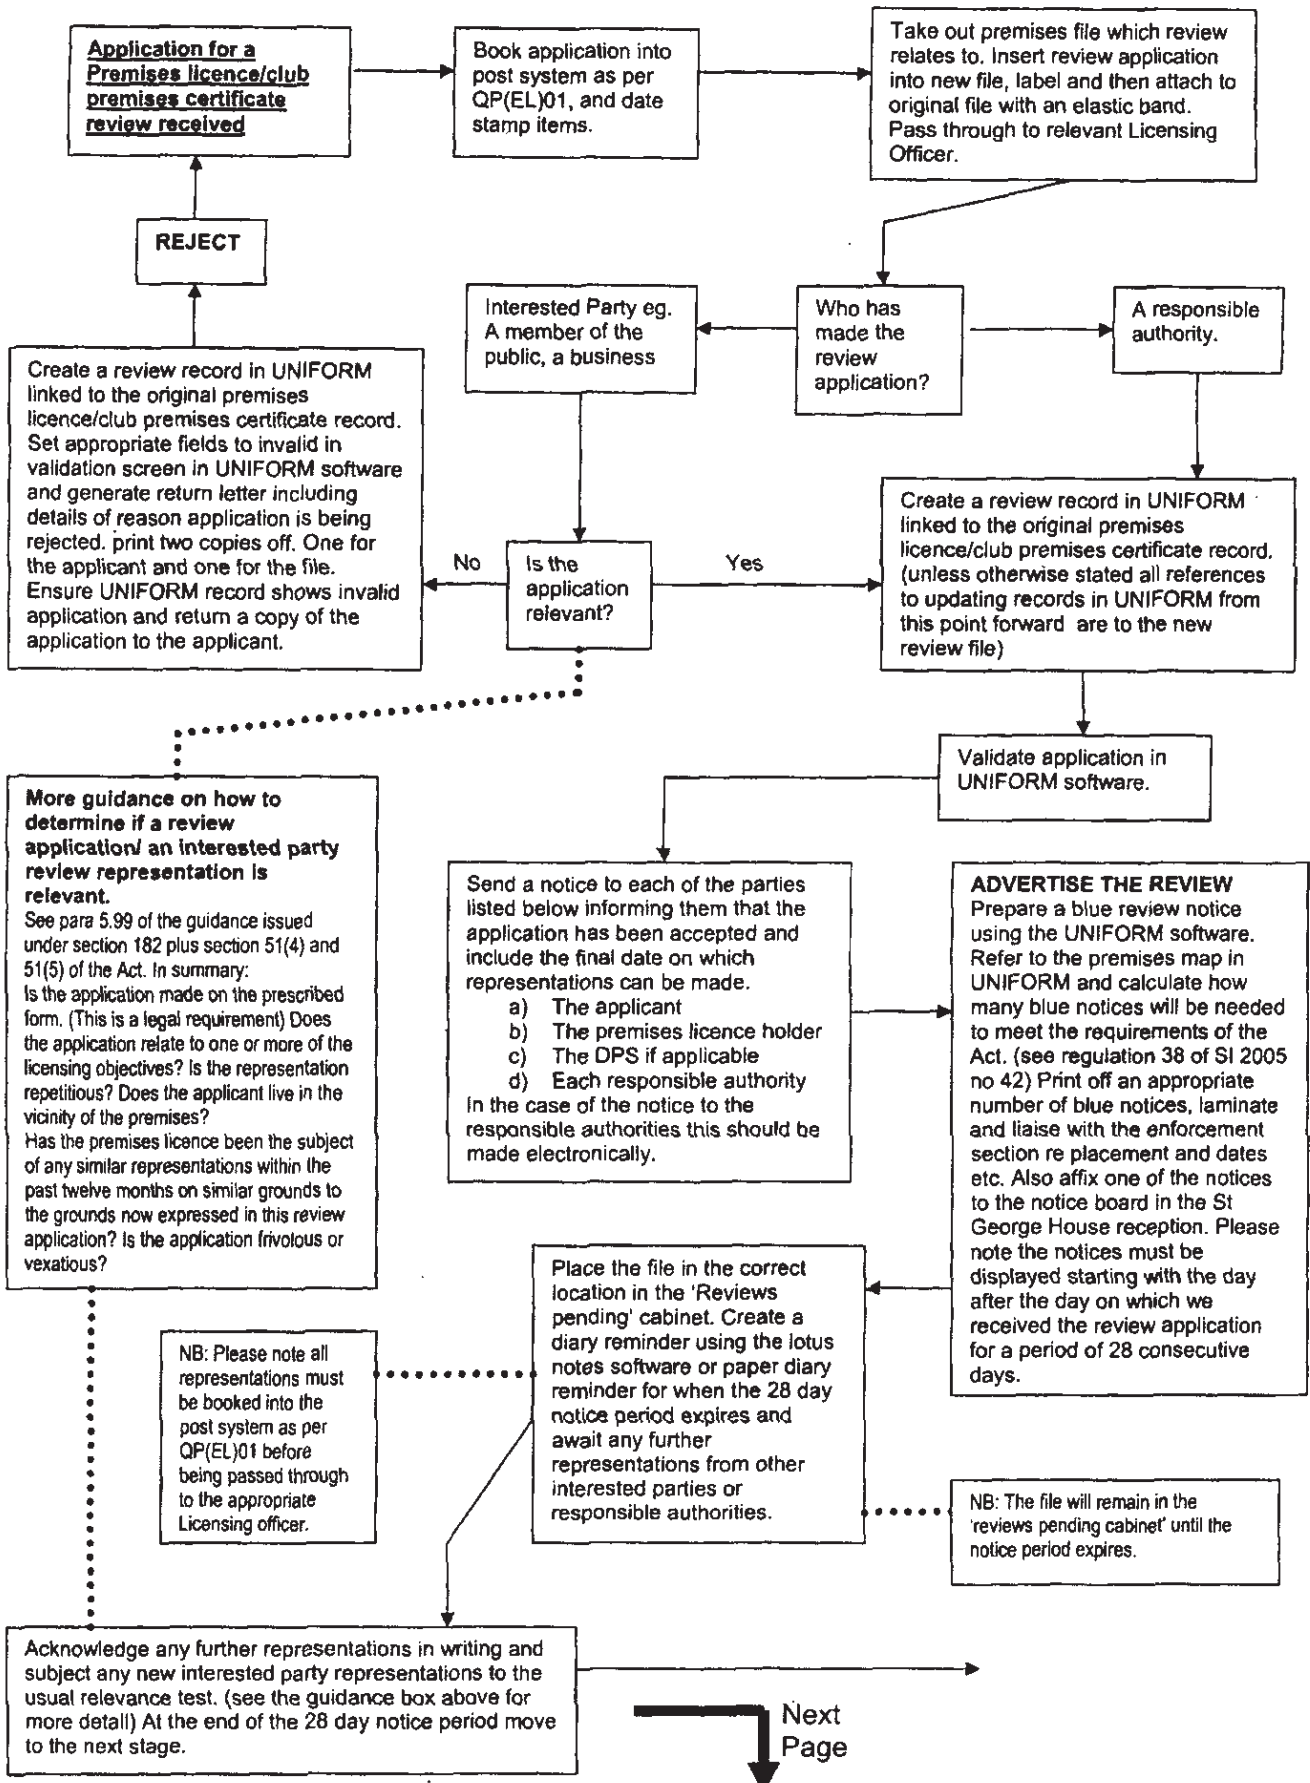 Application for a
Premises licence/club
premises certificate
review received
Book application into
post system as per
QP(EL)01, and date
stamp items.
Take out premises file which review
relates to. Insert review application
into new file, label and then attach to
original file with an elastic band.
Pass through to relevant Licensing
Officer.
REJECT
Interested Party eg.
A member of the
public, a business
Who has
made the
review
application?
A responsible
authority.
Create a review record in UNIFORM
linked to the original premises
licence/club premises certificate record.
Set appropriate fields to invalid in
validation screen in UNIFORM software
and generate return letter including
details of reason application is being
rejected. print two copies off. One for
the applicant and one for the file.
Ensure UNIFORM record shows invalid
application and return a copy of the
application to the applicant.
No
Is the
application
relevant?
Yes
Create a review record in UNIFORM
linked to the original premises
licence/club premises certificate record.
(unless otherwise stated all references
to updating records in UNIFORM from
this point forward are to the new
review file)
Validate application in
UNIFORM software.
More guidance on how to
determine if a review
application/ an interested party
review representation is
relevant.
See para 5.99 of the guidance issued
under section 182 plus section 51(4) and
51(5) of the Act. In summary:
Is the application made on the prescribed
form. (This is a legal requirement) Does
the application relate to one or more of the
licensing objectives? Is the representation
repetitious? Does the applicant live in the
vicinity of the premises?
Has the premises licence been the subject
of any similar representations within the
past twelve months on similar grounds to
the grounds now expressed in this review
application? Is the application frivolous or
vexatious?
Send a notice to each of the parties
listed below informing them that the
application has been accepted and
include the final date on which
representations can be made.
a) The applicant
b) The premises licence holder
c) The DPS if applicable
d) Each responsible authority
In the case of the notice to the
responsible authorities this should be
made electronically.
ADVERTISE THE REVIEW
Prepare a blue review notice
using the UNIFORM software.
Refer to the premises map in
UNIFORM and calculate how
many blue notices will be needed
to meet the requirements of the
Act. (see regulation 38 of SI 2005
no 42) Print off an appropriate
number of blue notices, laminate
and liaise with the enforcement
section re placement and dates
etc. Also affix one of the notices
to the notice board in the St
George House reception. Please
note the notices must be
displayed starting with the day
after the day on which we
received the review application
for a period of 28 consecutive
days.
NB: Please note all
representations must
be booked into the
post system as per
QP(EL)01 before
being passed through
to the appropriate
Licensing officer.
Place the file in the correct
location in the 'Reviews
pending' cabinet. Create a
diary reminder using the lotus
notes software or paper diary
reminder for when the 28 day
notice period expires and
await any further
representations from other
interested parties or
responsible authorities.
NB: The file will remain in the
'reviews pending cabinet' until the
notice period expires.
Acknowledge any further representations in writing and
subject any new interested party representations to the
usual relevance test. (see the guidance box above for
more detail) At the end of the 28 day notice period move
to the next stage.
Next
Page